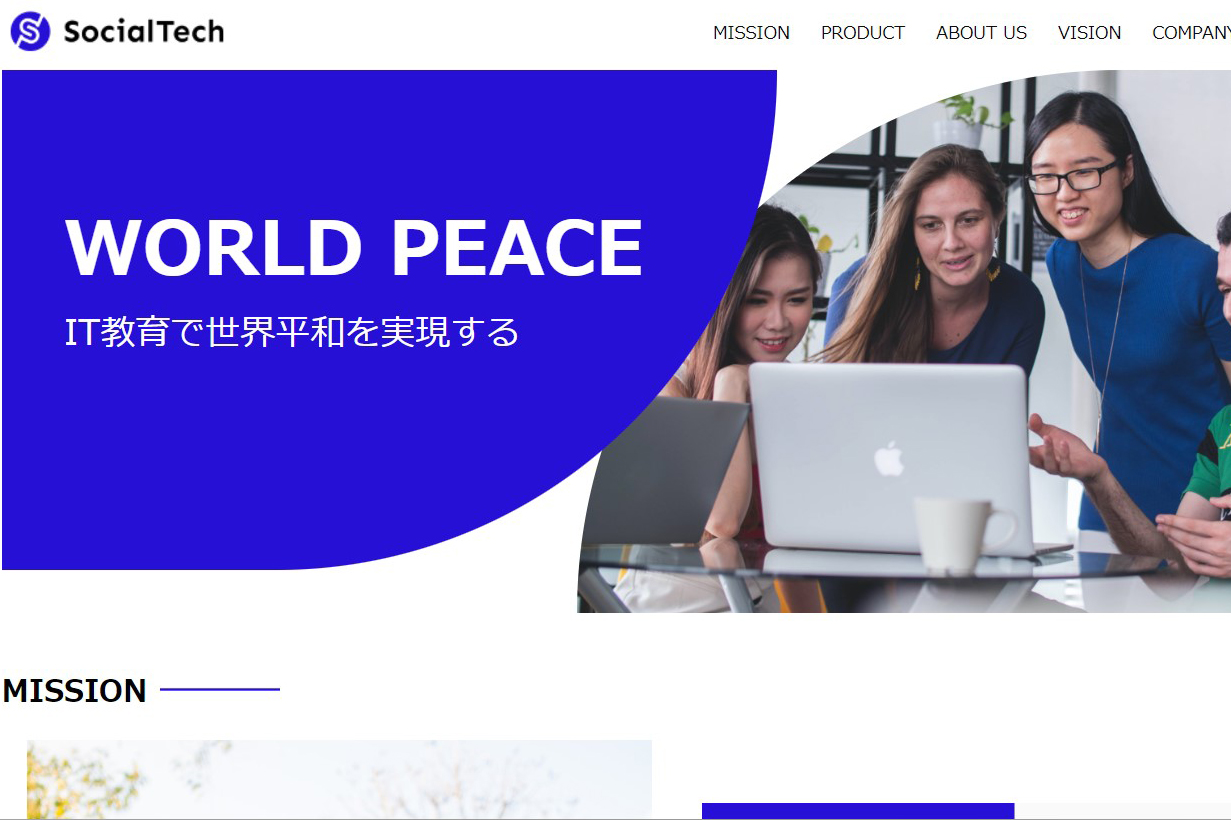 SocialTech
MISSION PRODUCT ABOUT US VISION COMPANY
WORLD PEACE
IT教育で世界平和を実現する
MISSION